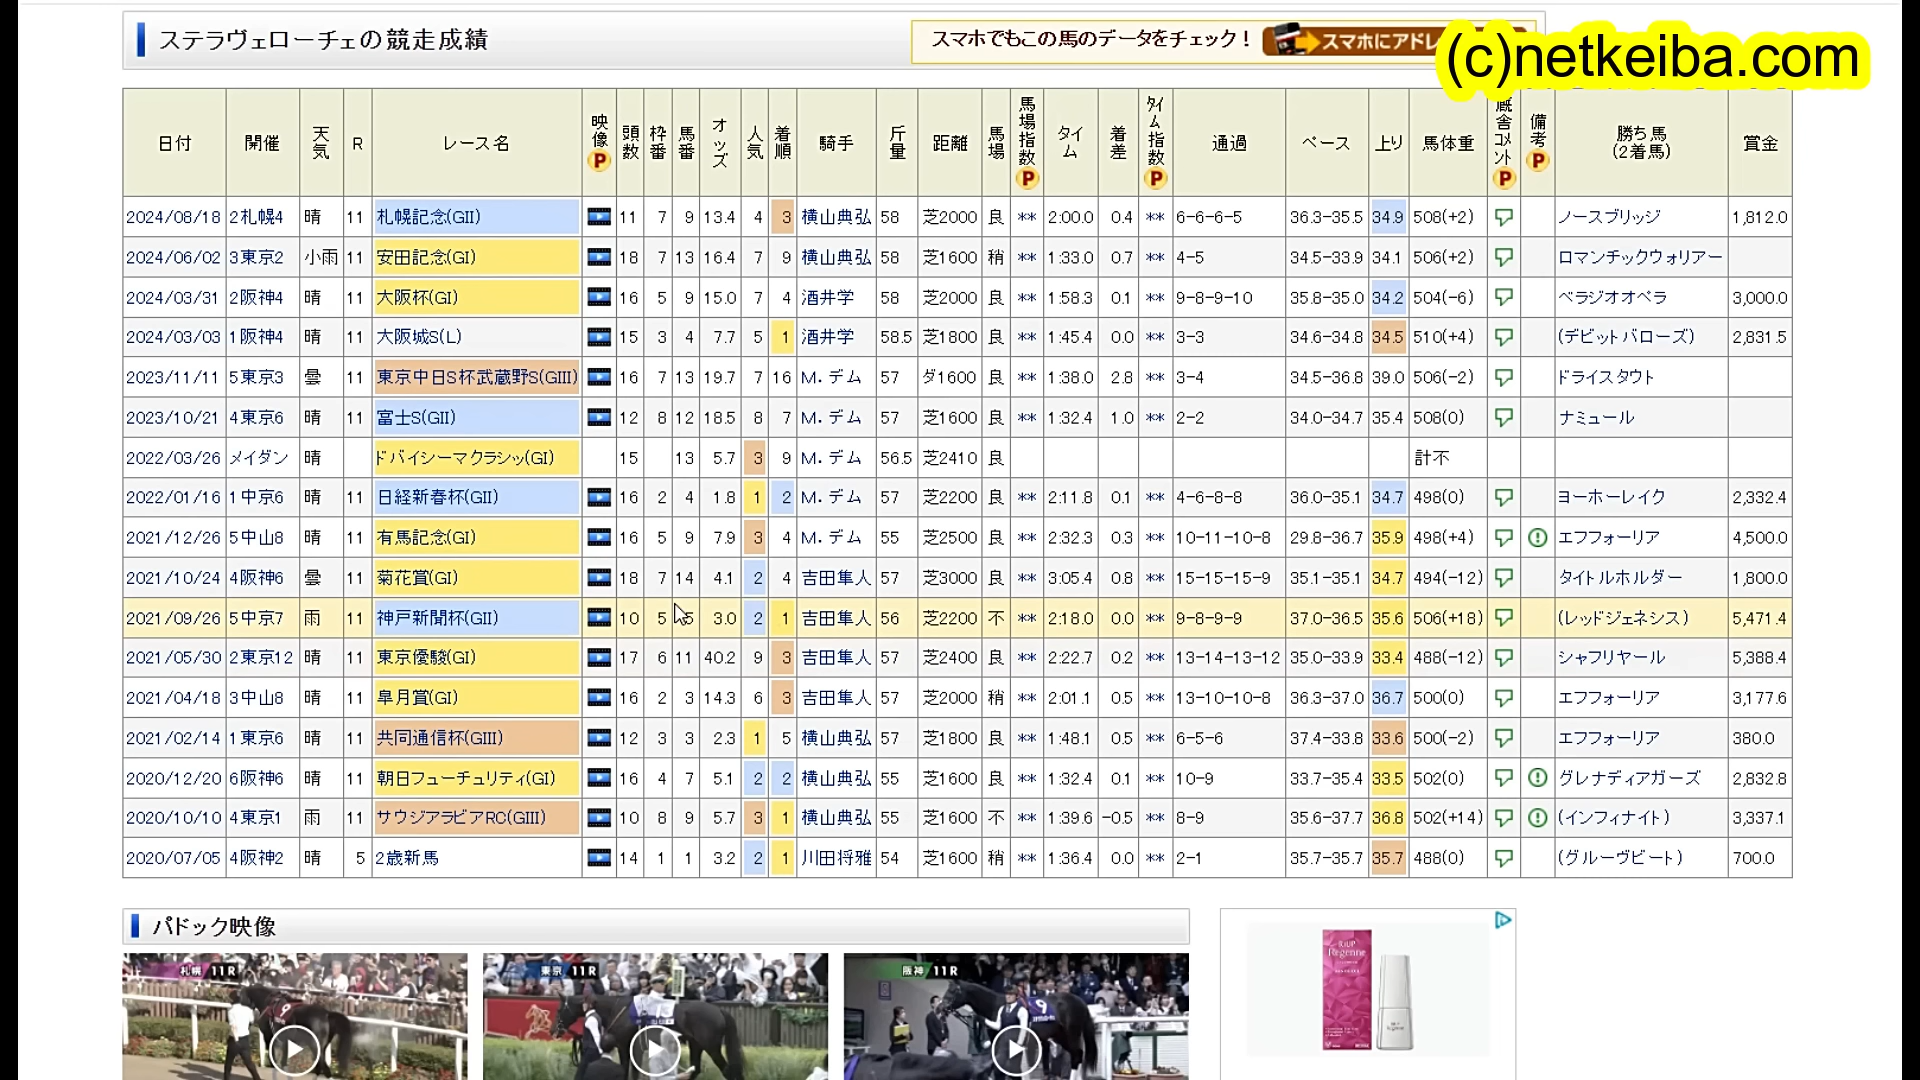 ステラヴェローチェの競走成績
スマホでもこの馬のデータをチェック！
スマホにアドレ
(c)netkeiba.com
日付 開催 天気 R レース名 映像 P 頭数 枠番 馬番 オッズ 人気 着順 騎手 斤量 距離 馬場 馬場指数 P タイム 着差 タイム指数 P 通過 ペース 上り 馬体重 厩舎コメント P 備考 P 勝ち馬(2着馬) 賞金
2024/08/18 2札幌4 晴 11 札幌記念(GII) 11 7 9 13.4 4 3 横山典弘 58 芝2000 良 ** 2:00.0 0.4 ** 6-6-6-5 36.3-35.5 34.9 508(+2) ノースブリッジ 1,812.0
2024/06/02 3東京2 小雨 11 安田記念(GI) 18 7 13 16.4 7 9 横山典弘 58 芝1600 稍 ** 1:33.0 0.7 ** 4-5 34.5-33.9 34.1 506(+2) ロマンチックウォリアー
2024/03/31 2阪神4 晴 11 大阪杯(GI) 16 5 9 15.0 7 4 酒井学 58 芝2000 良 ** 1:58.3 0.1 ** 9-8-9-10 35.8-35.0 34.2 504(-6) ベラジオオペラ 3,000.0
2024/03/03 1阪神4 晴 11 大阪城S(L) 15 3 4 7.7 5 1 酒井学 58.5 芝1800 良 ** 1:45.4 0.0 ** 3-3 34.6-34.8 34.5 510(+4) (デビットバローズ) 2,831.5
2023/11/11 5東京3 曇 11 東京中日S杯武蔵野S(GIII) 16 7 13 19.7 7 16 M.デム 57 ダ1600 良 ** 1:38.0 2.8 ** 3-4 34.5-36.8 39.0 506(-2) ドライスタウト
2023/10/21 4東京6 晴 11 富士S(GII) 12 8 12 18.5 8 7 M.デム 57 芝1600 良 ** 1:32.4 1.0 ** 2-2 34.0-34.7 35.4 508(0) ナミュール
2022/03/26 メイダン 晴 ドバイシーマクラシッ(GI) 15 13 5.7 3 9 M.デム 56.5 芝2410 良 計不
2022/01/16 1中京6 晴 11 日経新春杯(GII) 16 2 4 1.8 1 2 M.デム 57 芝2200 良 ** 2:11.8 0.1 ** 4-6-8-8 36.0-35.1 34.7 498(0) ヨーホーレイク 2,332.4
2021/12/26 5中山8 晴 11 有馬記念(GI) 16 5 9 7.9 3 4 M.デム 55 芝2500 良 ** 2:32.3 0.3 ** 10-11-10-8 29.8-36.7 35.9 498(+4) エフフォーリア 4,500.0
2021/10/24 4阪神6 曇 11 菊花賞(GI) 18 7 14 4.1 2 4 吉田隼人 57 芝3000 良 ** 3:05.4 0.8 ** 15-15-15-9 35.1-35.1 34.7 494(-12) タイトルホルダー 1,800.0
2021/09/26 5中京7 雨 11 神戸新聞杯(GII) 10 5 5 3.0 2 1 吉田隼人 56 芝2200 不 ** 2:18.0 0.0 ** 9-8-9-9 37.0-36.5 35.6 506(+18) (レッドジェネシス) 5,471.4
2021/05/30 2東京12 晴 11 東京優駿(GI) 17 6 11 40.2 9 3 吉田隼人 57 芝2400 良 ** 2:22.7 0.2 ** 13-14-13-12 35.0-33.9 33.4 488(-12) シャフリヤール 5,388.4
2021/04/18 3中山8 晴 11 皐月賞(GI) 16 2 3 14.3 6 3 吉田隼人 57 芝2000 稍 ** 2:01.1 0.5 ** 13-10-10-8 36.3-37.0 36.7 500(0) エフフォーリア 3,177.6
2021/02/14 1東京6 晴 11 共同通信杯(GIII) 12 3 3 2.3 1 5 横山典弘 57 芝1800 良 ** 1:48.1 0.5 ** 6-5-6 37.4-33.8 33.6 500(-2) エフフォーリア 380.0
2020/12/20 6阪神6 晴 11 朝日フューチュリティ(GI) 16 4 7 5.1 2 2 横山典弘 55 芝1600 良 ** 1:32.4 0.1 ** 10-9 33.7-35.4 33.5 502(0) グレナディアガーズ 2,832.8
2020/10/10 4東京1 雨 11 サウジアラビアRC(GIII) 10 8 9 5.7 3 1 横山典弘 55 芝1600 不 ** 1:39.6 -0.5 ** 8-9 35.6-37.7 36.8 502(+14) (インフィナイト) 3,337.1
2020/07/05 4阪神2 晴 5 2歳新馬 14 1 1 3.2 2 1 川田将雅 54 芝1600 稍 ** 1:36.4 0.0 ** 2-1 35.7-35.7 35.7 488(0) (グルーヴビート) 700.0
パドック映像
札幌 11R
東京 11R
阪神 11R
Regenne